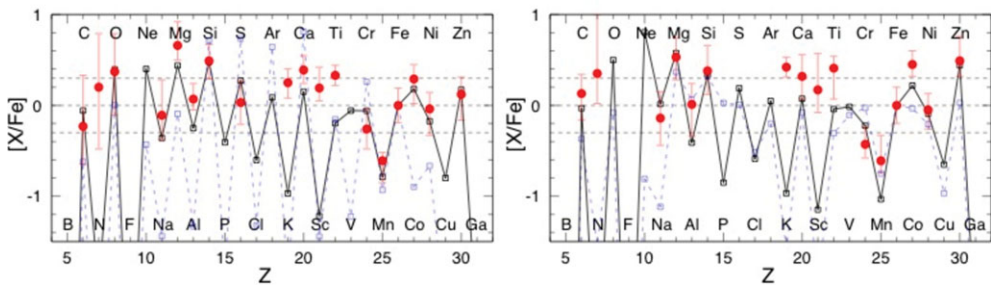 1
0
-1
[X/Fe]
C O Ne Mg Si S Ar Ca Ti Cr Fe Ni Zn
B N F Na Al P Cl K Sc V Mn Co Cu Ga
5 10 15 20 25 30
Z
1
0
-1
[X/Fe]
C O Ne Mg Si S Ar Ca Ti Cr Fe Ni Zn
B N F Na Al P Cl K Sc V Mn Co Cu Ga
5 10 15 20 25 30
Z